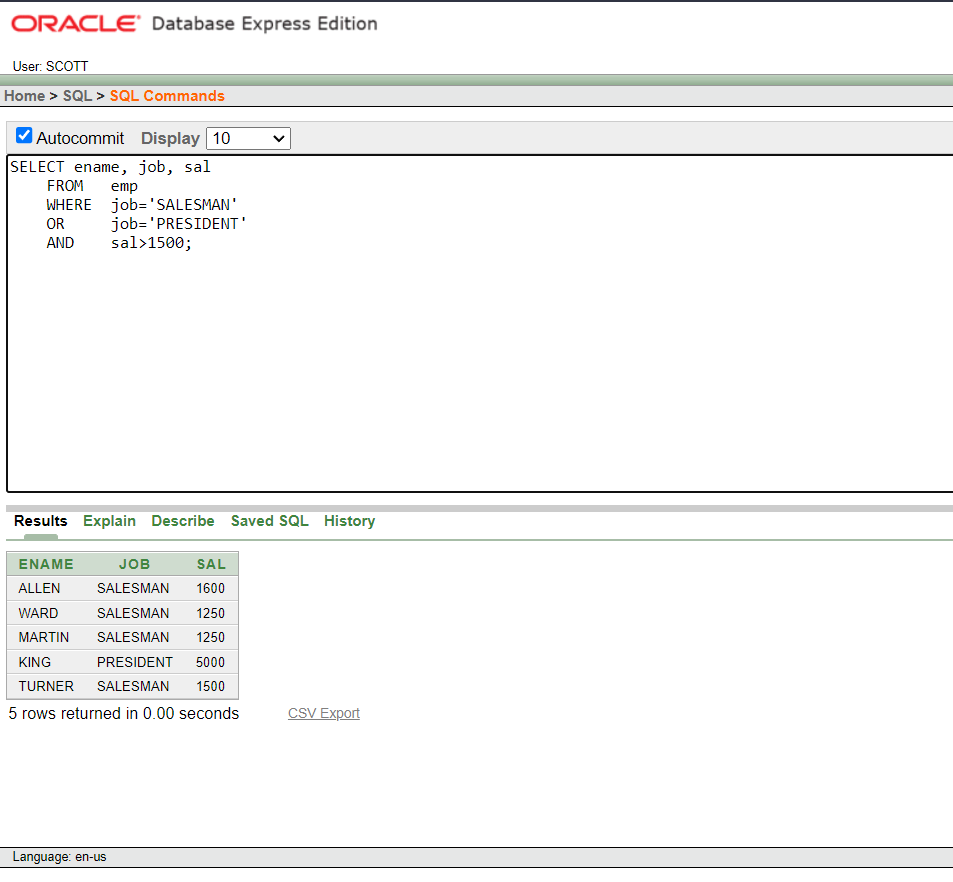 ORACLE® Database Express Edition
User: SCOTT
Home > SQL > SQL Commands
Autocommit Display 10
SELECT ename, job, sal
FROM emp
WHERE job='SALESMAN'
OR job='PRESIDENT'
AND sal>1500;
Results Explain Describe Saved SQL History
ENAME JOB SAL
ALLEN SALESMAN 1600
WARD SALESMAN 1250
MARTIN SALESMAN 1250
KING PRESIDENT 5000
TURNER SALESMAN 1500
5 rows returned in 0.00 seconds CSV Export
Language: en-us